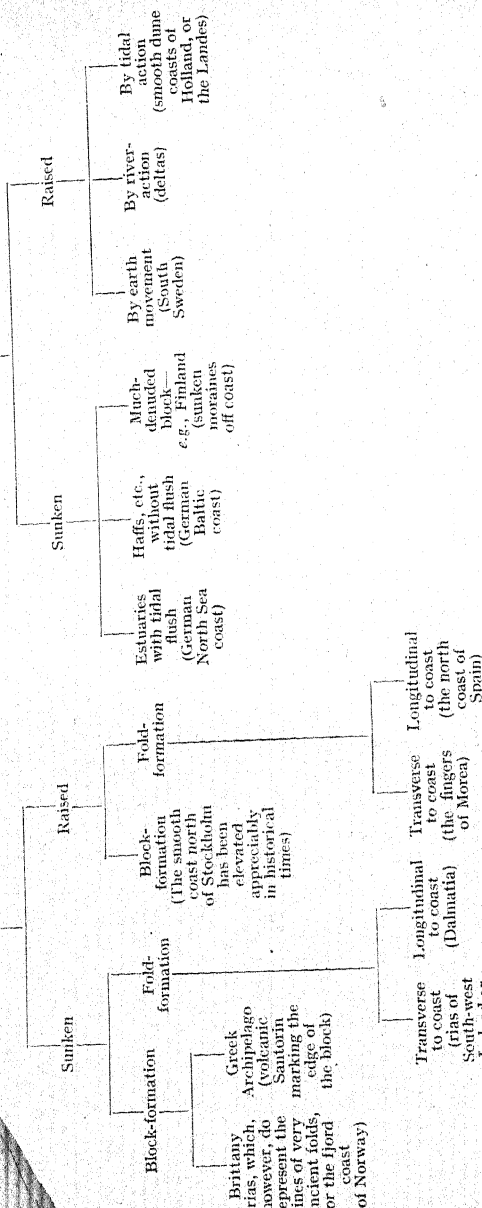 Sunken
Raised
Sunken
Raised
Block-formation
Fold-
formation
Block-
formation
(The smooth
coast north
of Stockholm
has been
elevated
appreciably
in historical
times)
Fold-
formation
Estuaries
with tidal
flush
(German
North Sea
coast)
Haffs, etc.,
without
tidal flush
(German
Baltic
coast)
Much-
denuded
block—
e.g., Finland
(sunken
moraines
off coast)
By earth
movement
(South
Sweden)
By river-
action
(deltas)
By tidal
action
(smooth dune
coasts of
Holland, or
the Landes)
Brittany
rias, which,
however, do
represent the
lines of very
ncient folds,
or the fjord
coast
of Norway)
Greek
Archipelago
(volcanic
Santorin
marking the
edge of
the block)
Transverse
to coast
(rias of
South-west
Longitudinal
to coast
(Dalmatia)
Transverse
to coast
(the fingers
of Morea)
Longitudinal
to coast
(the north
coast of
Spain)